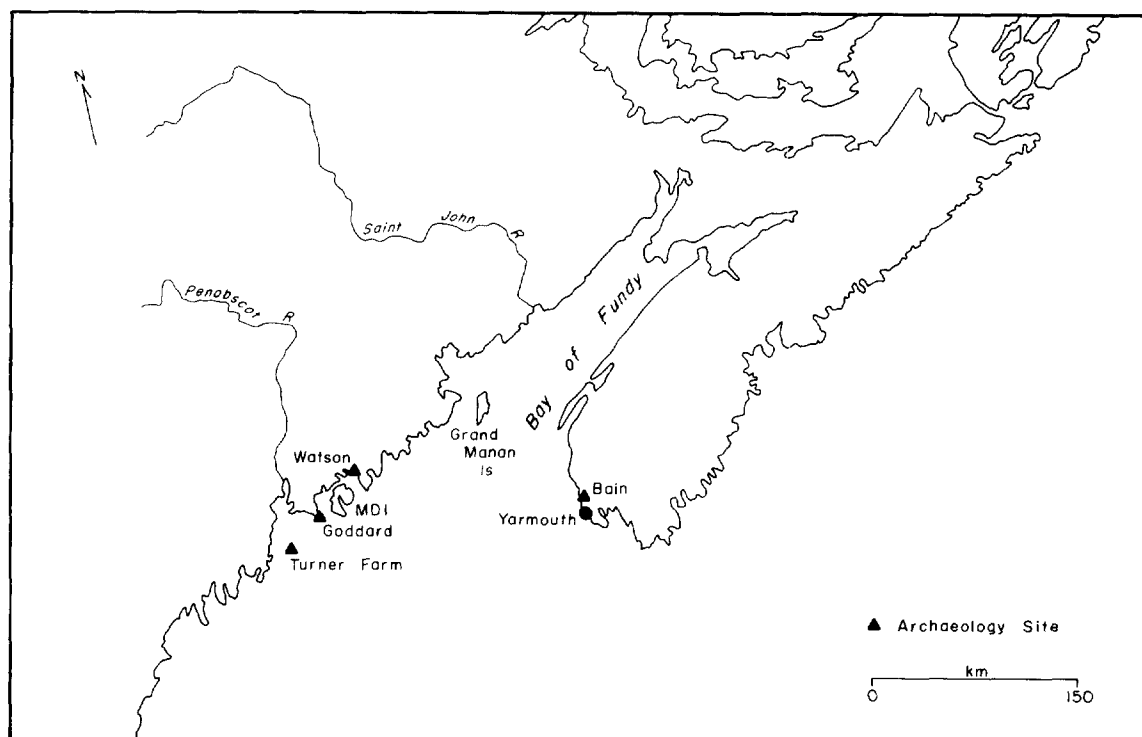 N
Saint John R
Penobscot R
Bay of Fundy
Grand
Manan
Is
Watson
MDI
Goddard
Turner Farm
Bain
Yarmouth
Archaeology Site
km
0 150